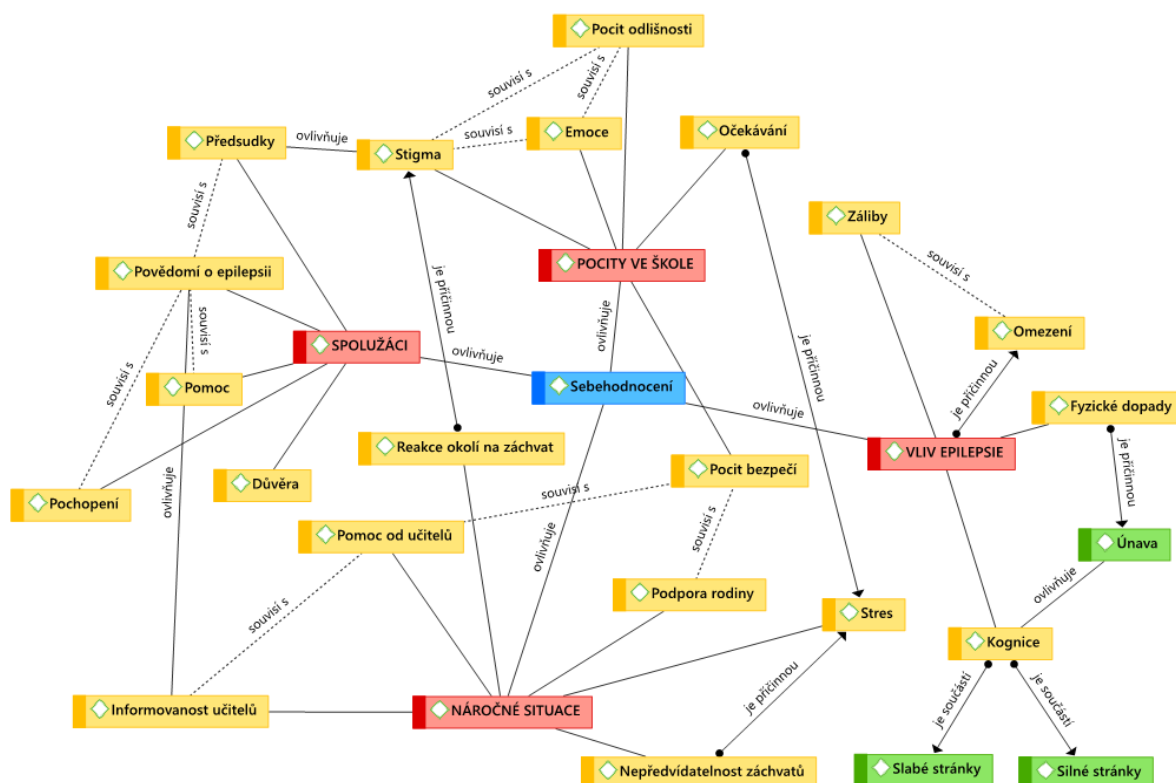 Pocit odlišnosti
souvisí s
souvisí s
Předsudky
ovlivňuje
Stigma
souvisí s
Emoce
Očekávání
souvisí s
Záliby
Povědomí o epilepsii
POCITY VE ŠKOLE
souvisí s
je příčinnou
ovlivňuje
souvisí s
SPOLUŽÁCI
ovlivňuje
je příčinnou
Omezení
souvisí s
Pomoc
Sebehodnocení
ovlivňuje
je příčinnou
Fyzické dopady
Reakce okolí na záchvat
VLIV EPILEPSIE
je příčinnou
Pochopení
Důvěra
ovlivňuje
souvisí s
Pocit bezpečí
Pomoc od učitelů
ovlivňuje
souvisí s
Únava
souvisí s
Podpora rodiny
Stres
ovlivňuje
Kognice
Informovanost učitelů
NÁROČNÉ SITUACE
je příčinnou
je součástí
je součástí
Nepředvídatelnost záchvatů
Slabé stránky
Silné stránky